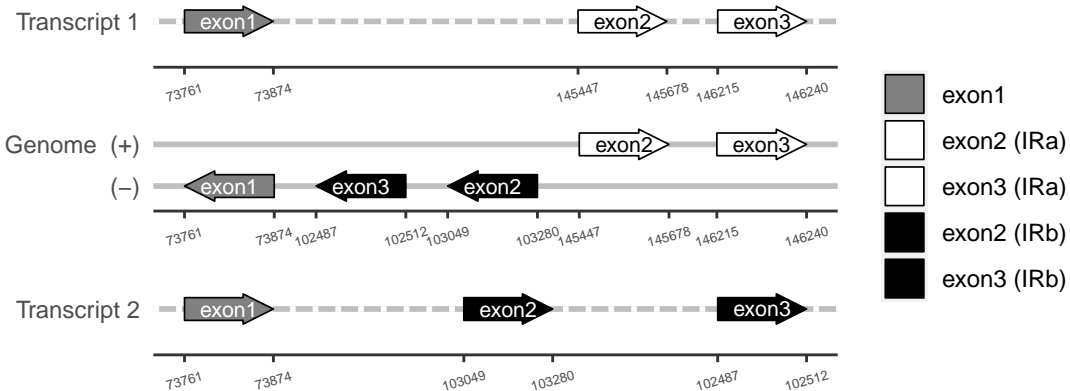 Transcript 1 exon1 exon2 exon3
73761 73874 145447 145678 146215 146240
Genome (+) exon2 exon3
(–) exon1 exon3 exon2
73761 73874 102487 102512 103049 103280 145447 145678 146215 146240
Transcript 2 exon1 exon2 exon3
73761 73874 103049 103280 102487 102512
exon1
exon2 (IRa)
exon3 (IRa)
exon2 (IRb)
exon3 (IRb)